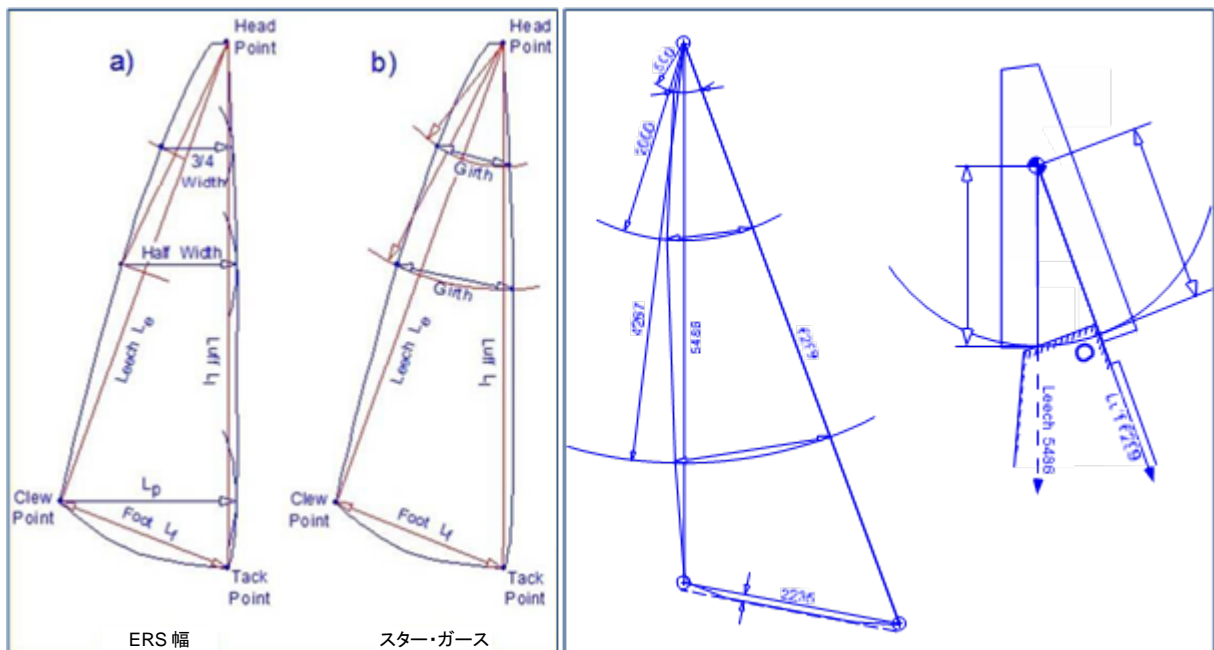 a)
Head
Point
3/4
Width
Half Width
Leech Le
Luff Ll
Lp
Clew
Point
Foot Lf
Tack
Point
ERS 幅
b)
Head
Point
Girth
Girth
Leech Le
Luff Ll
Clew
Point
Foot Lf
Tack
Point
スター・ガース
2000
4267
5486
2235
Leech 5486